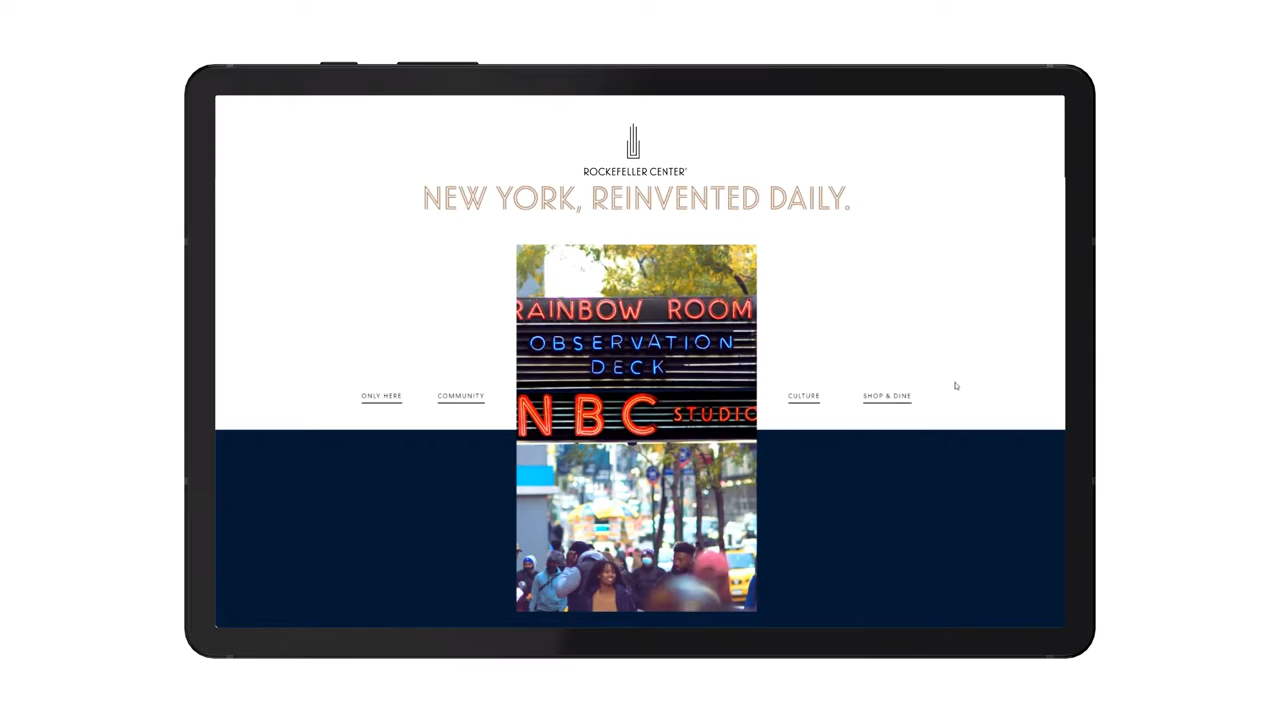 ROCKEFELLER CENTER
NEW YORK, REINVENTED DAILY.
RAINBOW ROOM
OBSERVATION
DECK
NBC STUDIO
ONLY HERE
COMMUNITY
CULTURE
SHOP & DINE